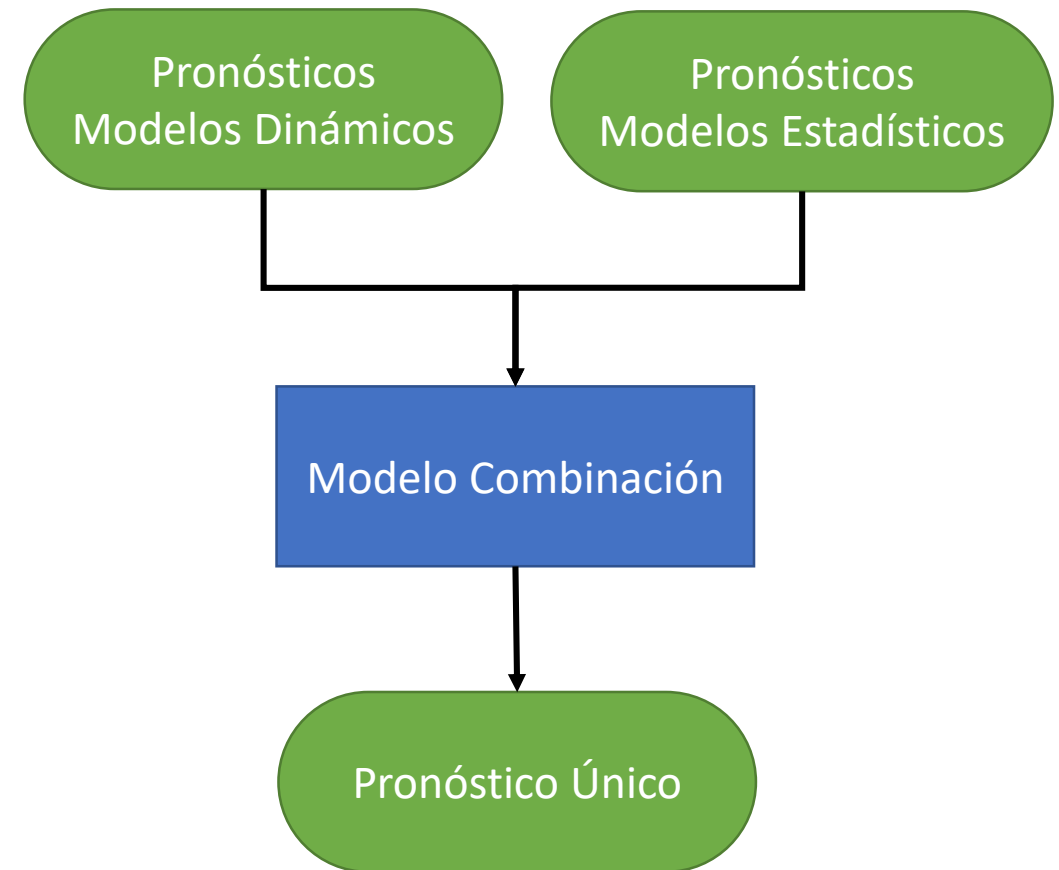 Pronósticos
Modelos Dinámicos
Pronósticos
Modelos Estadísticos
Modelo Combinación
Pronóstico Único